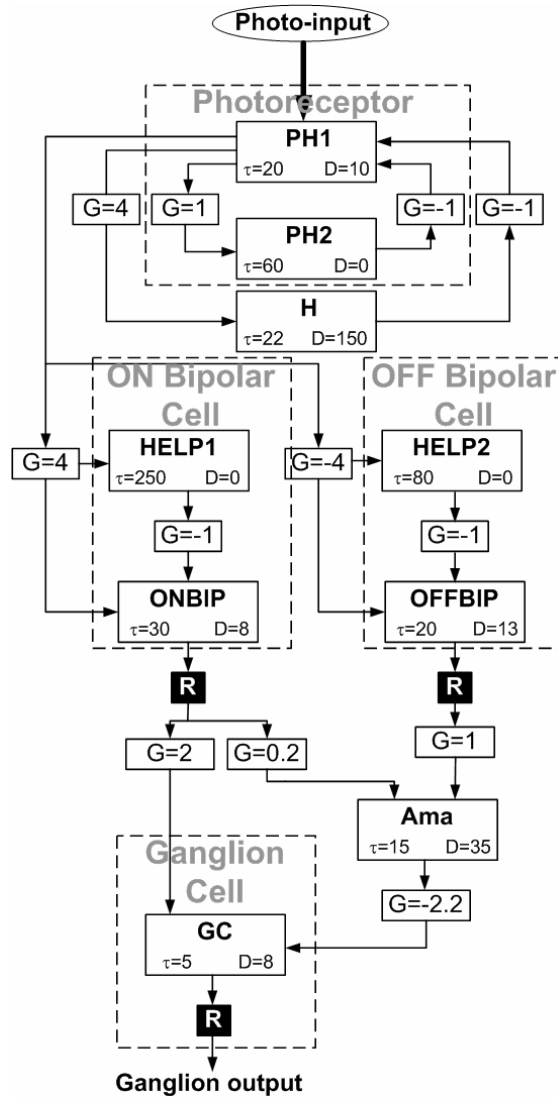 Photo-input
Photoreceptor
PH1
τ=20 D=10
G=4 G=1 G=-1 G=-1
PH2
τ=60 D=0
H
τ=22 D=150
ON Bipolar Cell
OFF Bipolar Cell
HELP1
τ=250 D=0
HELP2
τ=80 D=0
G=4 G=-4
G=-1 G=-1
ONBIP
τ=30 D=8
OFFBIP
τ=20 D=13
R R
G=2 G=0.2 G=1
Ama
τ=15 D=35
Ganglion Cell
G=-2.2
GC
τ=5 D=8
R
Ganglion output